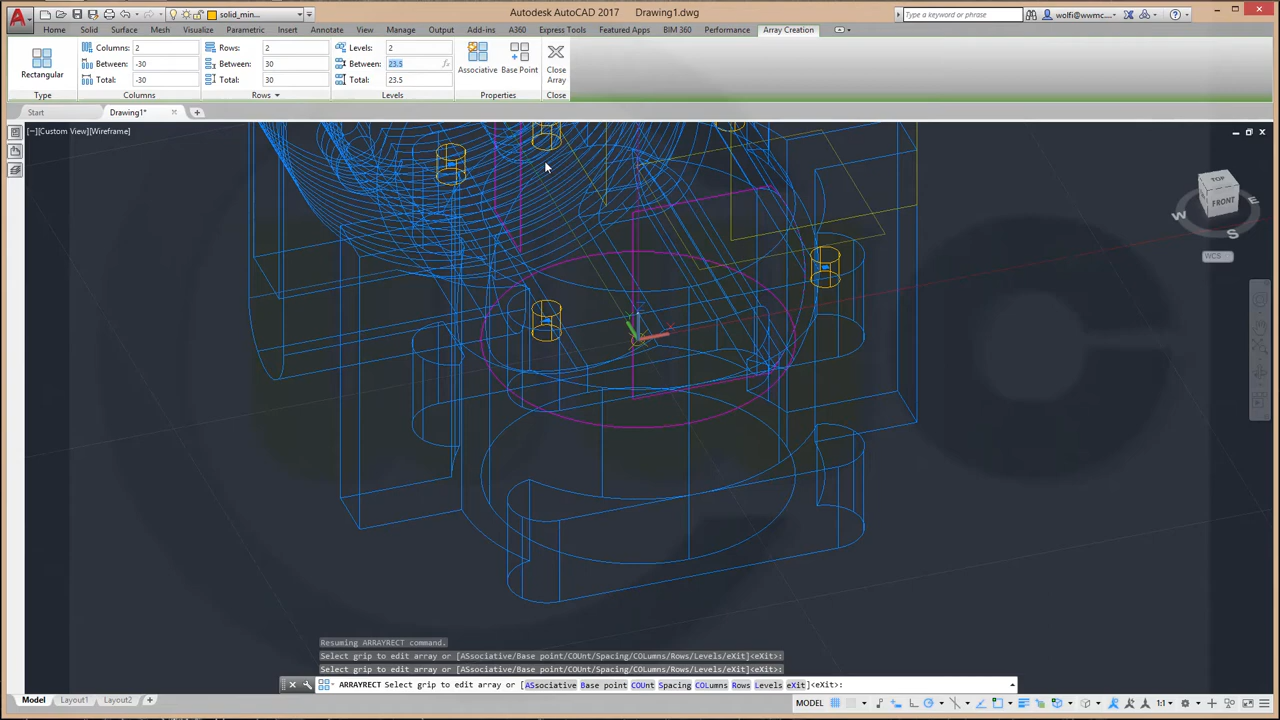 Autodesk AutoCAD 2017 Drawing1.dwg
solid_min...
Type a keyword or phrase
wolfi@wwmc...
Home Solid Surface Mesh Visualize Parametric Insert Annotate View Manage Output Add-ins A360 Express Tools Featured Apps BIM 360 Performance Array Creation
Columns: 2 Rows: 2 Levels: 2
Between: -30 Between: 30 Between: 23.5 fx
Total: -30 Total: 30 Total: 23.5
Rectangular Associative Base Point Close Array
Type Columns Rows Levels Properties Close
Start Drawing1*
[−][Custom View][Wireframe]
TOP
FRONT
W E S
WCS
X
Resuming ARRAYRECT command.
Select grip to edit array or [ASsociative/Base point/COUnt/Spacing/COLumns/Rows/Levels/eXit]<eXit>:
Select grip to edit array or [ASsociative/Base point/COUnt/Spacing/COLumns/Rows/Levels/eXit]<eXit>:
ARRAYRECT Select grip to edit array or [ASsociative Base point COUnt Spacing COLumns Rows Levels eXit]<eXit>:
Model Layout1 Layout2 + MODEL 1:1